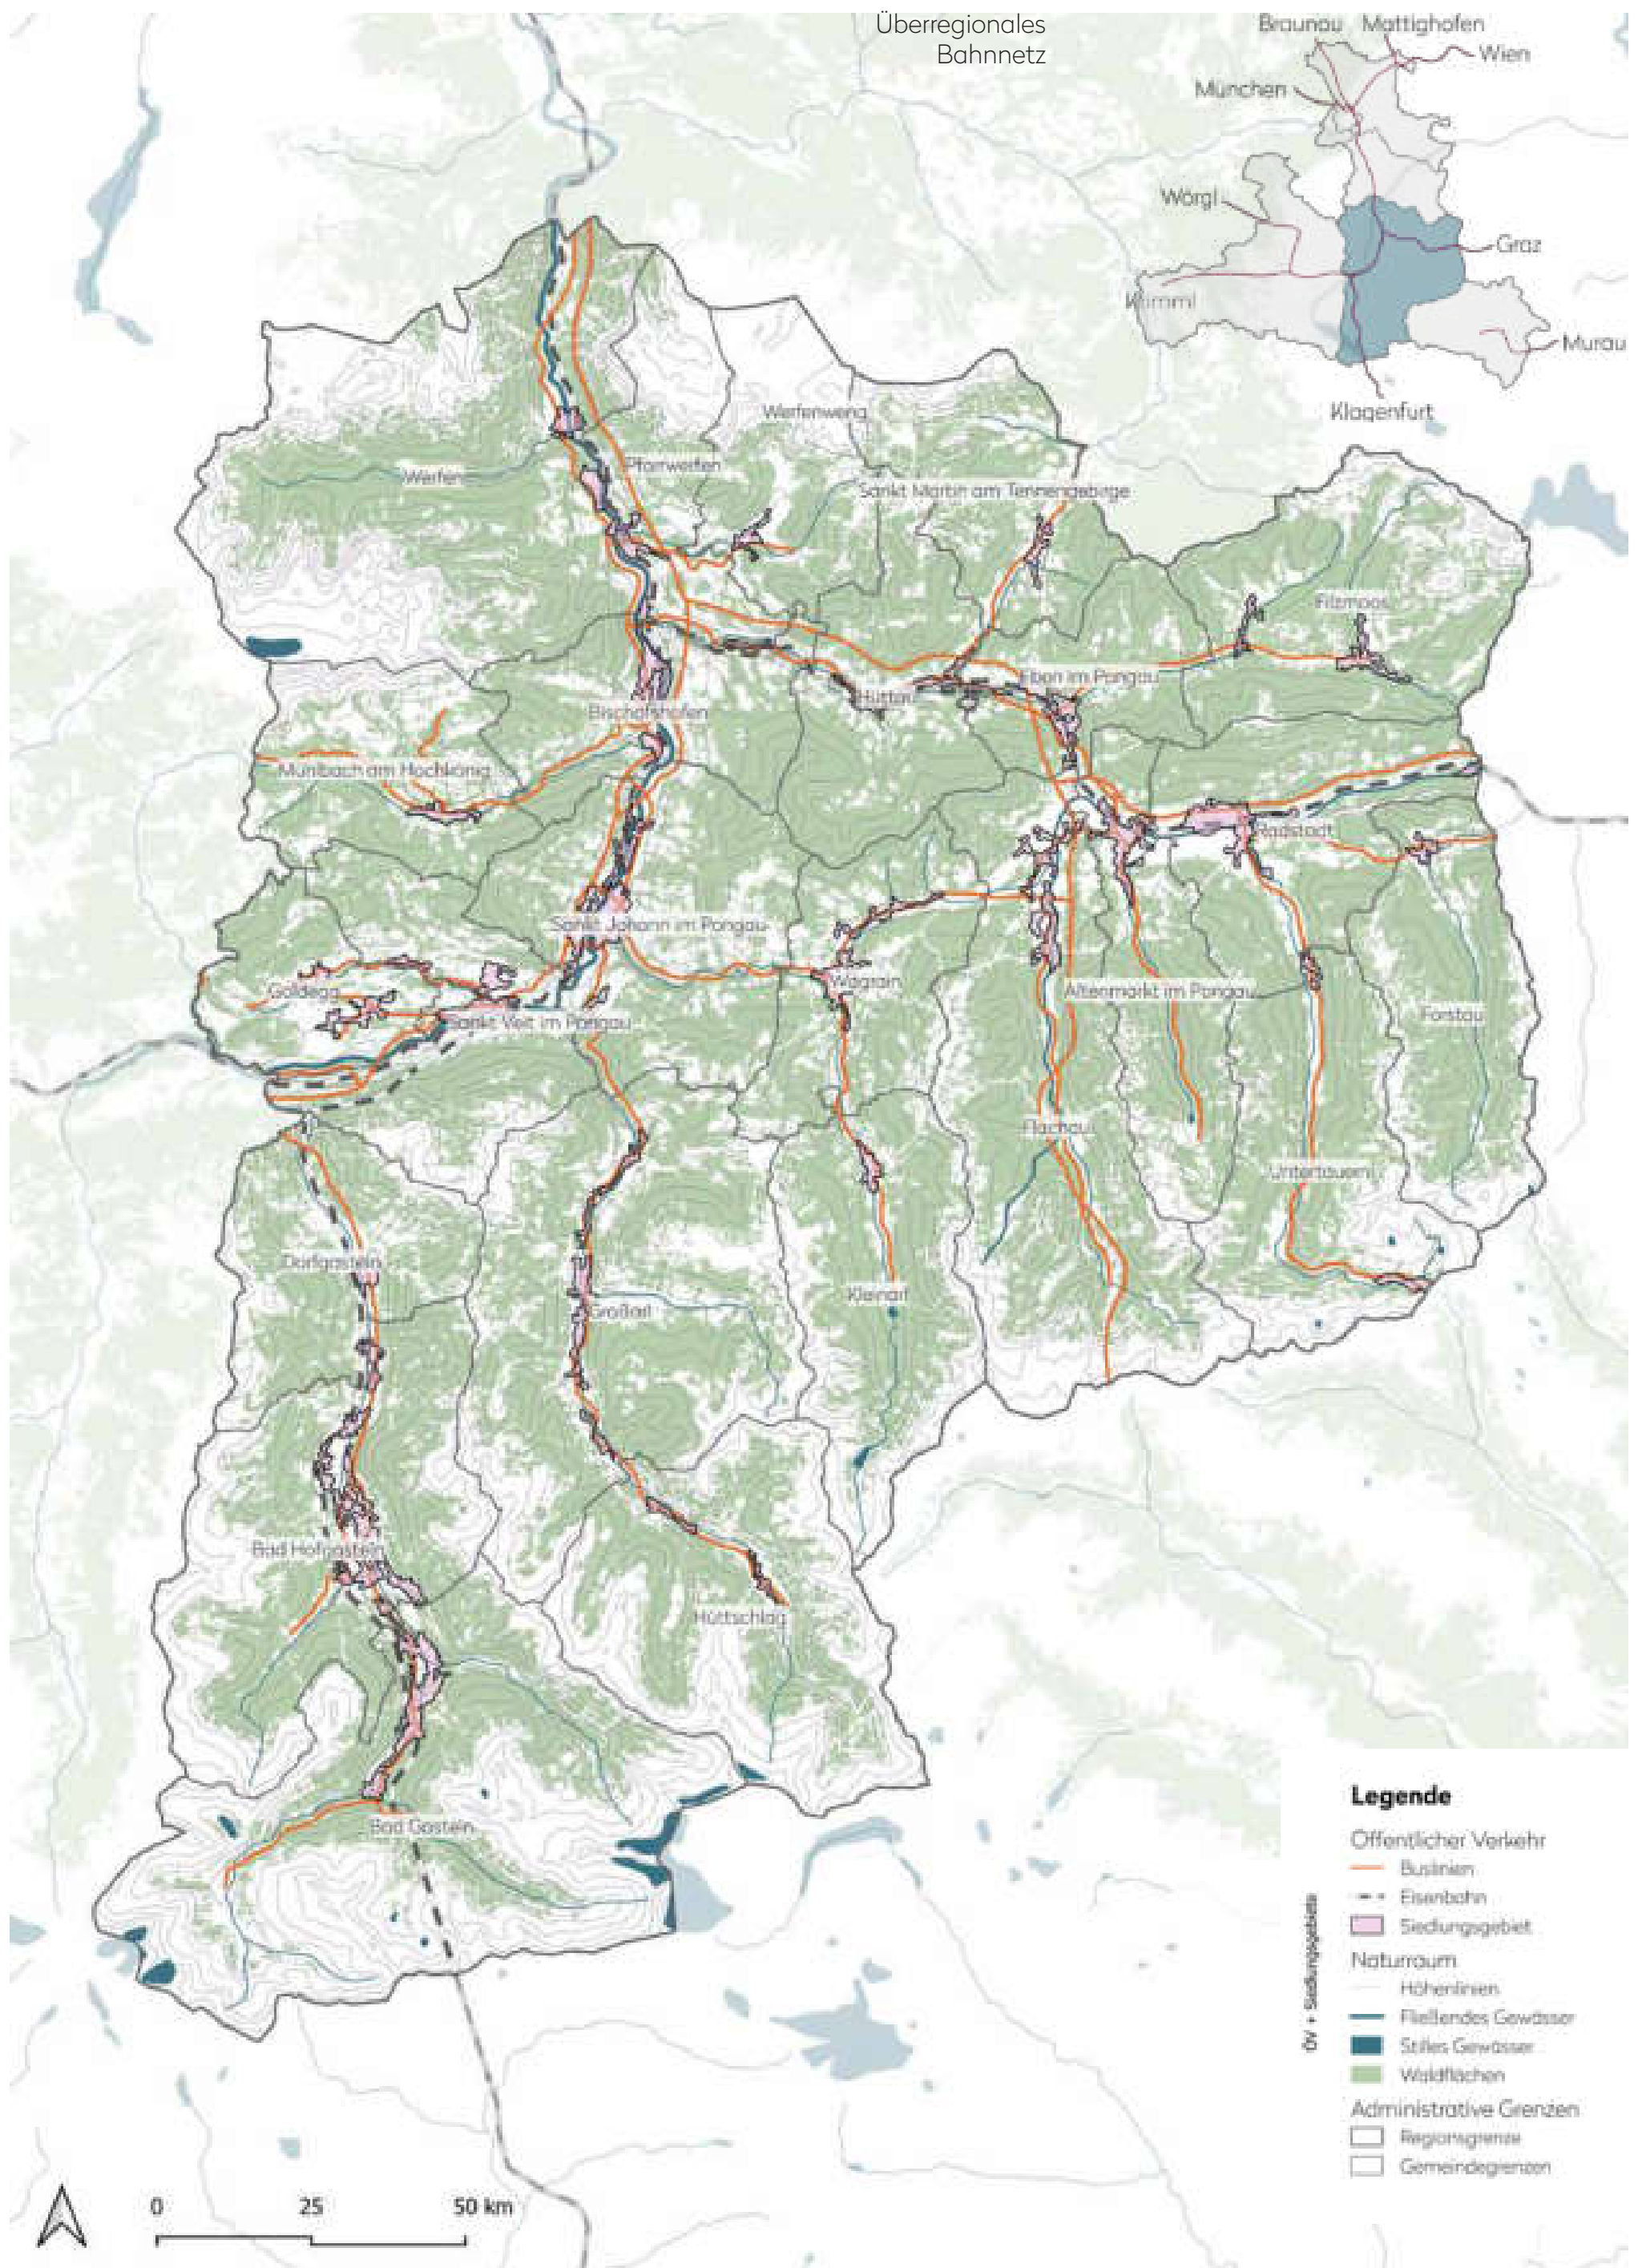 Überregionales
Bahnnetz
Braunau
Mattighofen
Wien
München
Wörgl
Graz
Krimml
Murau
Klagenfurt
Werfenweng
Pfarrwerfen
Werfen
Sankt Martin am Tennengebirge
Filzmoos
Eben im Pongau
Hüttau
Bischofshofen
Mühlbach am Hochkönig
Radstadt
Sankt Johann im Pongau
Wagrain
Goldegg
Altenmarkt im Pongau
Forstau
Sankt Veit im Pongau
Flachau
Untertauern
Dorfgastein
Kleinarl
Großarl
Bad Hofgastein
Hüttschlag
Bad Gastein
Legende
Öffentlicher Verkehr
Buslinien
Eisenbahn
Siedlungsgebiet
Naturraum
Höhenlinien
Fließendes Gewässer
Stilles Gewässer
Waldflächen
Administrative Grenzen
Regionsgrenze
Gemeindegrenzen
ÖV + Siedlungsgebiete
0 25 50 km